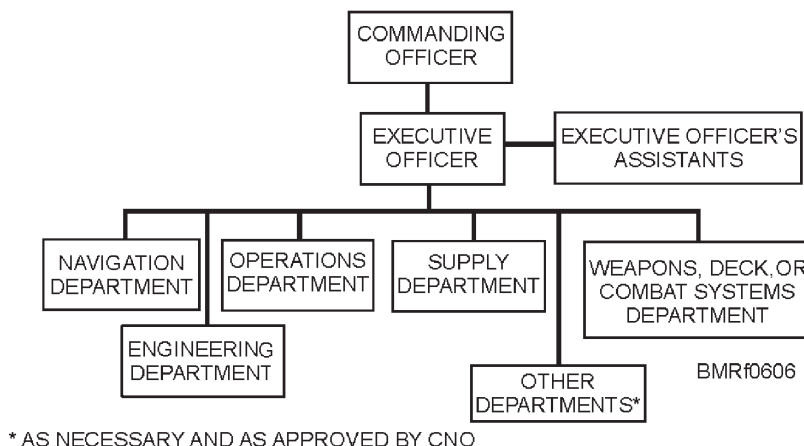 COMMANDING
OFFICER
EXECUTIVE
OFFICER
EXECUTIVE OFFICER'S
ASSISTANTS
NAVIGATION
DEPARTMENT
OPERATIONS
DEPARTMENT
SUPPLY
DEPARTMENT
WEAPONS, DECK, OR
COMBAT SYSTEMS
DEPARTMENT
ENGINEERING
DEPARTMENT
OTHER
DEPARTMENTS*
BMRf0606
* AS NECESSARY AND AS APPROVED BY CNO